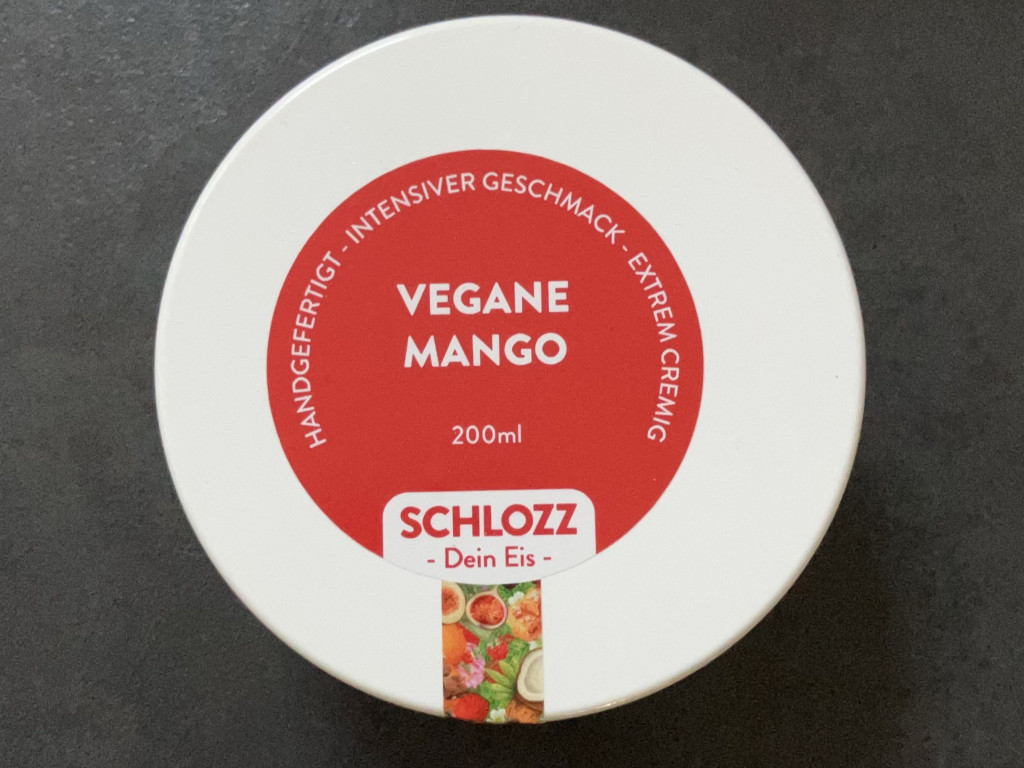 HANDGEFERTIGT - INTENSIVER GESCHMACK - EXTREM CREMIG
VEGANE
MANGO
200ml
SCHLOZZ
- Dein Eis -